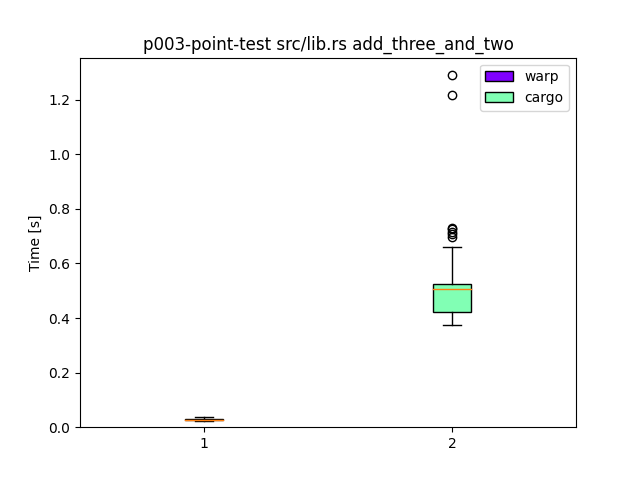 p003-point-test src/lib.rs add_three_and_two
warp
cargo
Time [s]
1.2
1.0
0.8
0.6
0.4
0.2
0.0
1
2